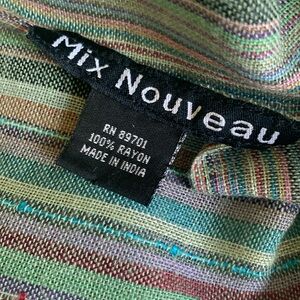 Mix Nouveau
RN 89701
100% RAYON
MADE IN INDIA